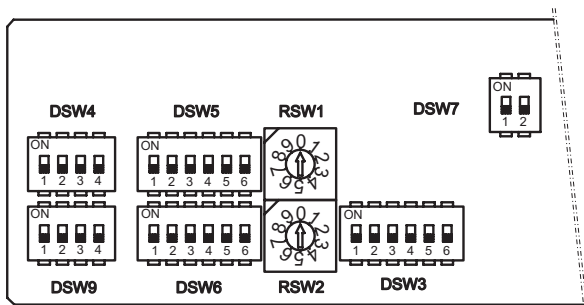 DSW4 DSW5 RSW1 DSW7
ON
1 2
ON
1 2 3 4
ON
1 2 3 4 5 6
0 1 2 3 4 5 6 7 8 9
ON
1 2 3 4
ON
1 2 3 4 5 6
0 1 2 3 4 5 6 7 8 9
ON
1 2 3 4 5 6
DSW9 DSW6 RSW2 DSW3